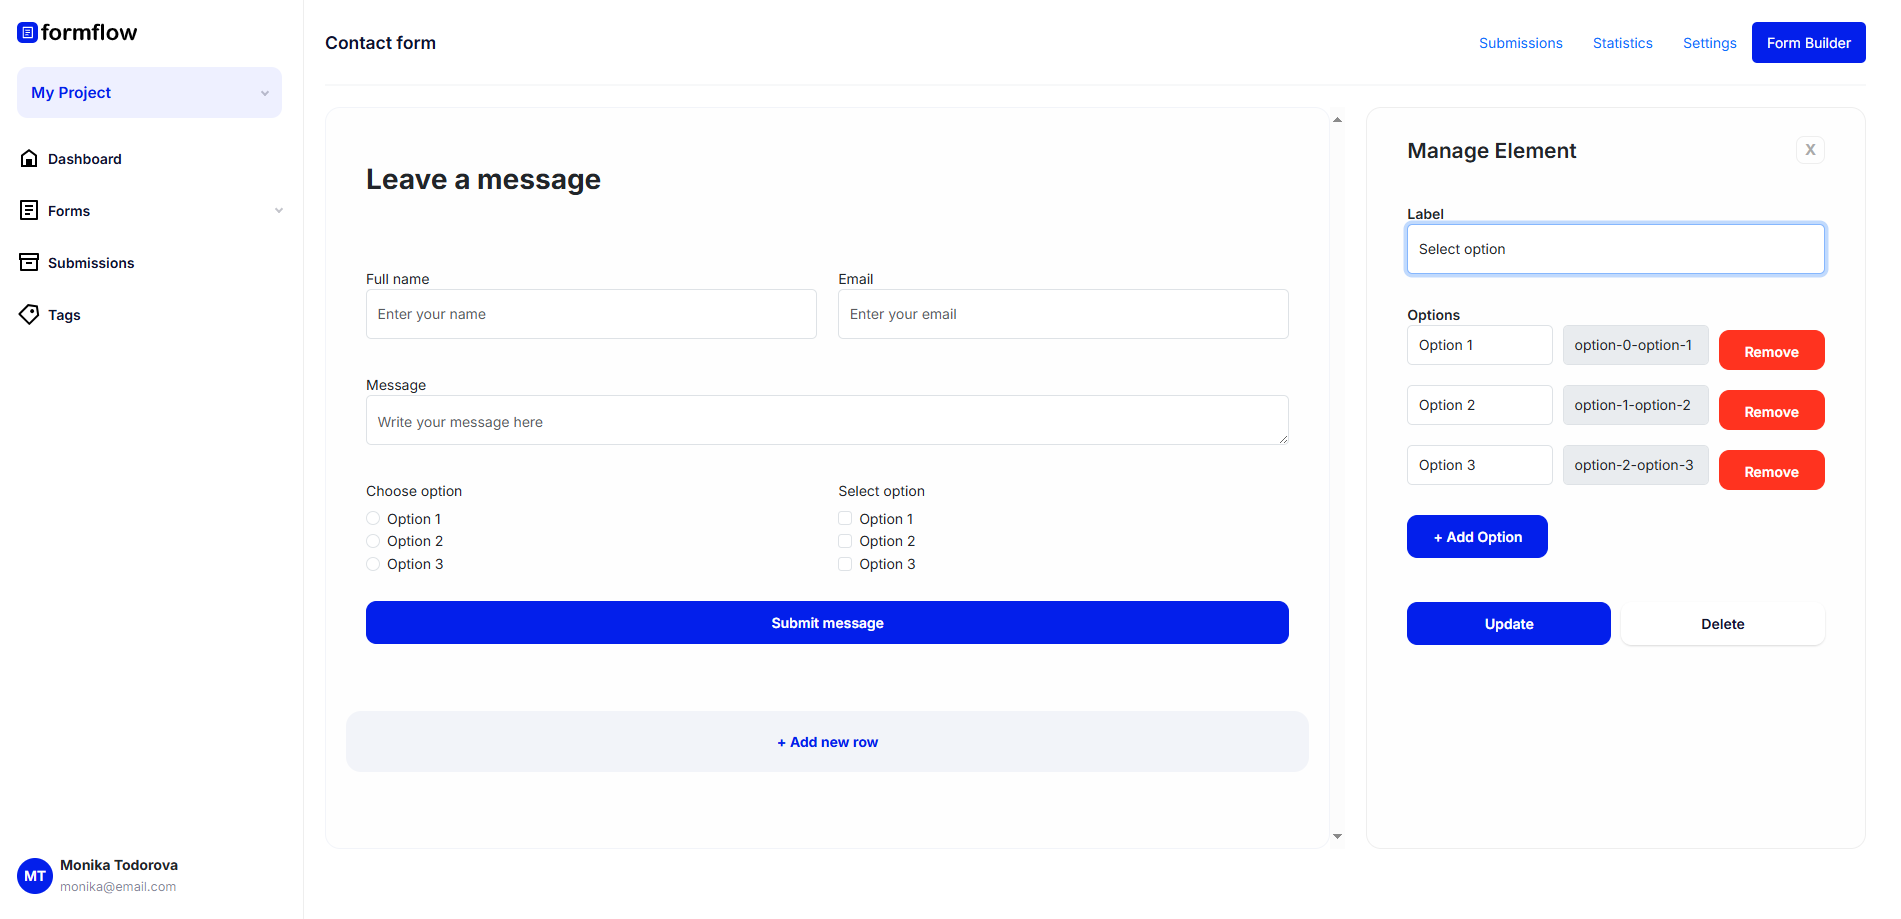 formflow
My Project
Dashboard
Forms
Submissions
Tags
MT
Monika Todorova
monika@email.com
Contact form
Submissions Statistics Settings Form Builder
Leave a message
Full name Email
Enter your name Enter your email
Message
Write your message here
Choose option Select option
Option 1 Option 1
Option 2 Option 2
Option 3 Option 3
Submit message
+ Add new row
Manage Element X
Label
Select option
Options
Option 1 option-0-option-1 Remove
Option 2 option-1-option-2 Remove
Option 3 option-2-option-3 Remove
+ Add Option
Update Delete